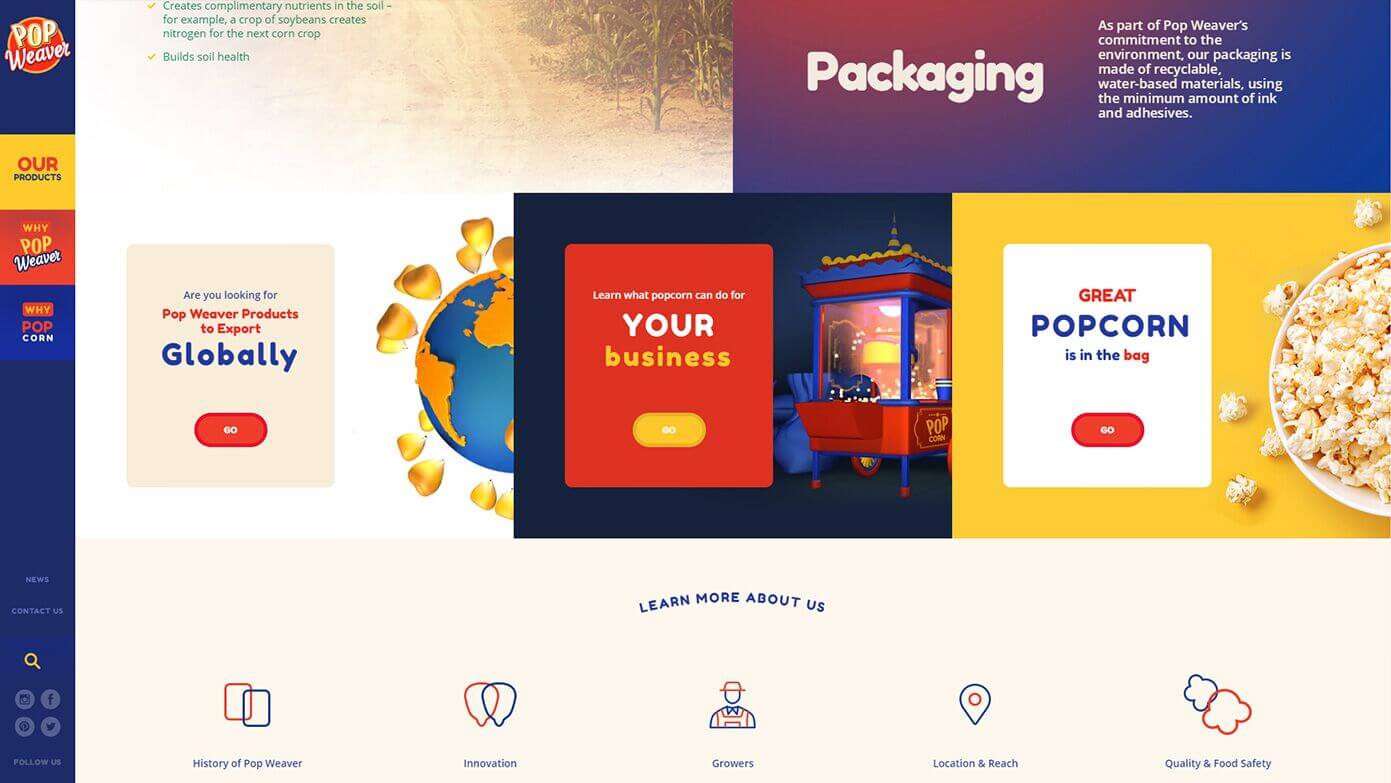 POP
Weaver
OUR
PRODUCTS
WHY
POP
Weaver
WHY
POP
CORN
NEWS
CONTACT US
FOLLOW US
Creates complimentary nutrients in the soil –
for example, a crop of soybeans creates
nitrogen for the next corn crop
Builds soil health
Packaging
As part of Pop Weaver's
commitment to the
environment, our packaging is
made of recyclable,
water-based materials, using
the minimum amount of ink
and adhesives.
Are you looking for
Pop Weaver Products
to Export
Globally
GO
Learn what popcorn can do for
YOUR
business
GO
POP
CORN
GREAT
POPCORN
is in the bag
GO
LEARN MORE ABOUT US
History of Pop Weaver
Innovation
Growers
Location & Reach
Quality & Food Safety